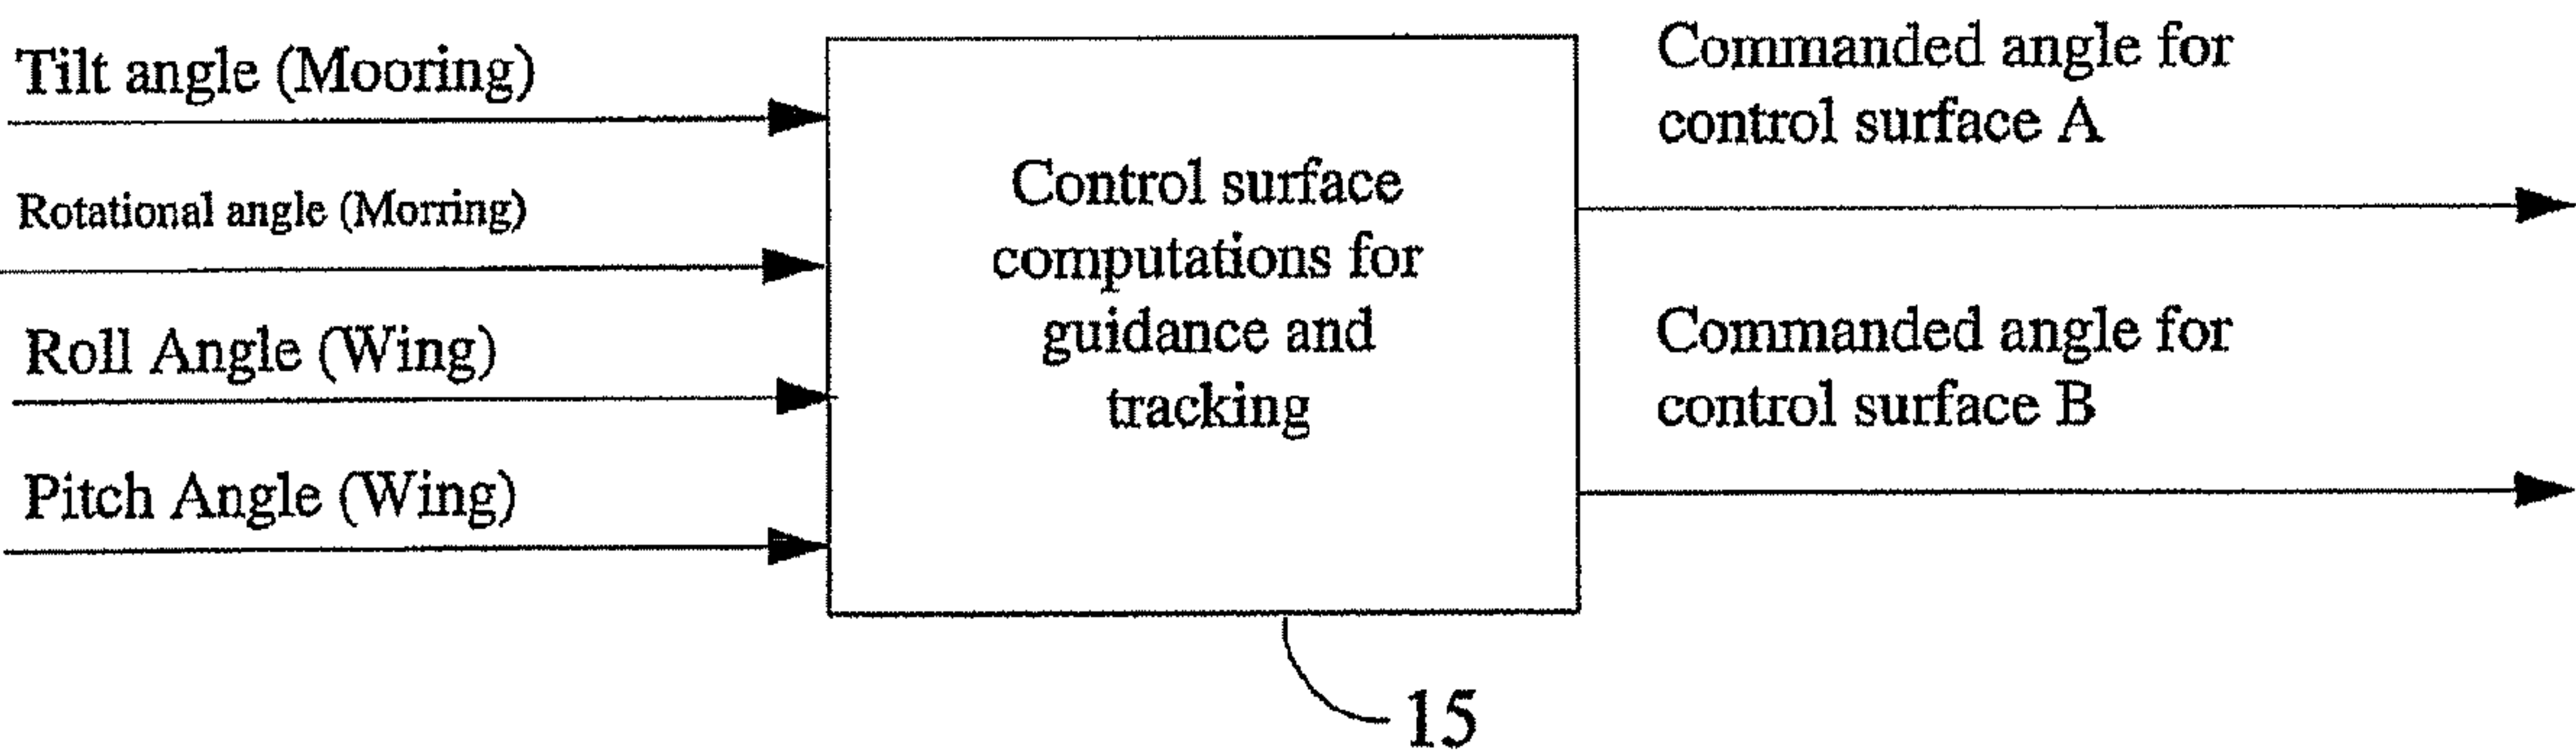 Tilt angle (Mooring)
Rotational angle (Morring)
Roll Angle (Wing)
Pitch Angle (Wing)
Control surface
computations for
guidance and
tracking
Commanded angle for
control surface A
Commanded angle for
control surface B
15